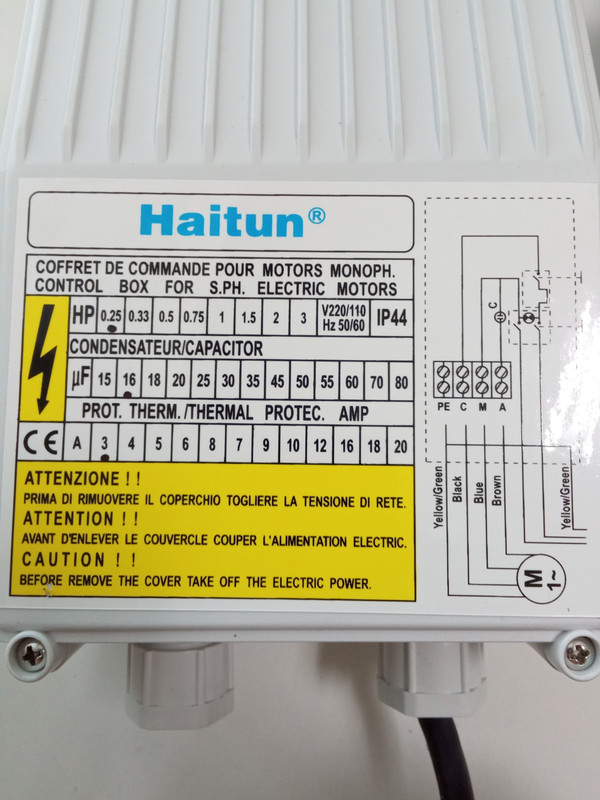 Haitun®
COFFRET DE COMMANDE POUR MOTORS MONOPH.
CONTROL BOX FOR S.PH. ELECTRIC MOTORS
HP 0.25 0.33 0.5 0.75 1 1.5 2 3 V220/110 Hz 50/60 IP44
CONDENSATEUR/CAPACITOR
µF 15 16 18 20 25 30 35 45 50 55 60 70 80
PROT. THERM./THERMAL PROTEC. AMP
CE A 3 4 5 6 8 7 9 10 12 16 18 20
ATTENZIONE ! !
PRIMA DI RIMUOVERE IL COPERCHIO TOGLIERE LA TENSIONE DI RETE.
ATTENTION ! !
AVANT D'ENLEVER LE COUVERCLE COUPER L'ALIMENTATION ELECTRIC.
CAUTION ! !
BEFORE REMOVE THE COVER TAKE OFF THE ELECTRIC POWER.
C
PE C M A
Yellow/Green
Black
Blue
Brown
Yellow/Green
M
1~